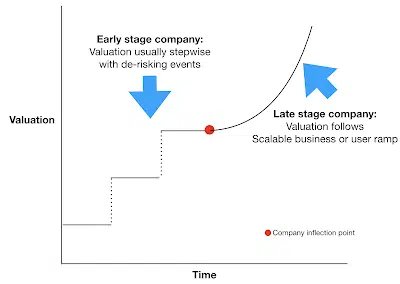 Early stage company:
Valuation usually stepwise
with de-risking events
Valuation
Late stage company:
Valuation follows
Scalable business or user ramp
Company inflection point
Time